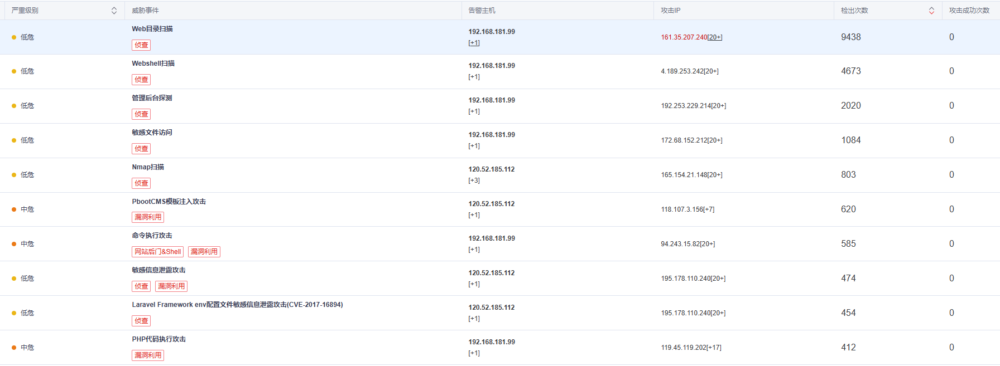 严重级别 威胁事件 告警主机 攻击IP 检出次数 攻击成功次数
低危 Web目录扫描 192.168.181.99 161.35.207.240[20+] 9438 0
侦查 [+1]
低危 Webshell扫描 192.168.181.99 4.189.253.242[20+] 4673 0
侦查 [+1]
低危 管理后台探测 192.168.181.99 192.253.229.214[20+] 2020 0
侦查 [+1]
低危 敏感文件访问 192.168.181.99 172.68.152.212[20+] 1084 0
侦查 [+1]
低危 Nmap扫描 120.52.185.112 165.154.21.148[20+] 803 0
侦查 [+3]
中危 PbootCMS模板注入攻击 120.52.185.112 118.107.3.156[+7] 620 0
漏洞利用 [+1]
中危 命令执行攻击 192.168.181.99 94.243.15.82[20+] 585 0
网站后门&Shell 漏洞利用 [+1]
低危 敏感信息泄露攻击 120.52.185.112 195.178.110.240[20+] 474 0
侦查 漏洞利用 [+1]
低危 Laravel Framework env配置文件敏感信息泄露攻击(CVE-2017-16894) 120.52.185.112 195.178.110.240[20+] 454 0
侦查 [+1]
中危 PHP代码执行攻击 192.168.181.99 119.45.119.202[+17] 412 0
漏洞利用 [+1]